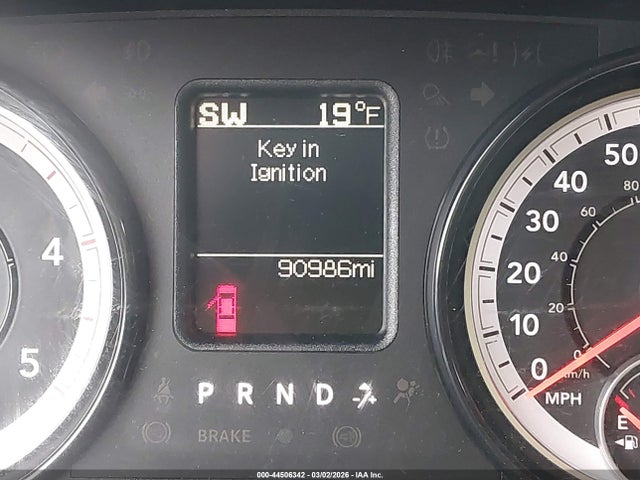 SW 19°F
Key in
Ignition
90986mi
4
5
50
40
30
20
10
0
MPH
80
60
40
20
0
km/h
E
P R N D
BRAKE
000-44506342 - 03/02/2026 - IAA Inc.